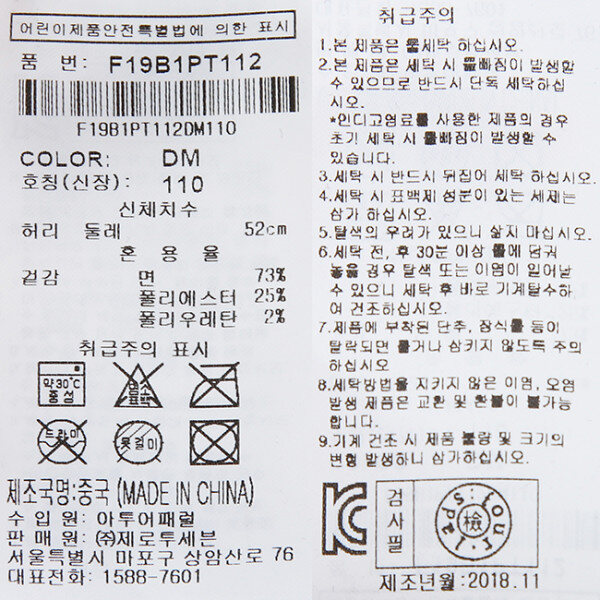 어린이제품안전특별법에 의한 표시
품 번: F19B1PT112
F19B1PT112DM110
COLOR: DM
호칭(신장): 110
신체치수
허리 둘레 52cm
혼 용 율
겉감 면 73%
폴리에스터 25%
폴리우레탄 2%
취급주의 표시
약30℃
중성
염소
표백
드라이
옷걸이
제조국명:중국 (MADE IN CHINA)
수 입 원: 아투어패럴
판 매 원: ㈜제로투세븐
서울특별시 마포구 상암산로 76
대표전화: 1588-7601
취급주의
1.본 제품은 물세탁 하십시오.
2.본 제품은 세탁 시 물빠짐이 발생할
수 있으므로 반드시 단독 세탁하십
시오.
*인디고염료를 사용한 제품의 경우
초기 세탁 시 물빠짐이 발생할 수
있습니다.
3.세탁 시 반드시 뒤집어 세탁 하십시오.
4.세탁 시 표백제 성분이 있는 세제는
삼가 하십시오.
5.탈색의 우려가 있으니 삶지 마십시오.
6.세탁 전, 후 30분 이상 물에 담궈
놓을 경우 탈색 또는 이염이 일어날
수 있으니 세탁 후 바로 기계탈수하
여 건조하십시오.
7.제품에 부착된 단추, 장식물 등이
탈락되면 물거나 삼키지 않도록 주의
하십시오
8.세탁방법을 지키지 않은 이염, 오염
발생 제품은 교환 및 환불이 불가능
합니다.
9.기계 건조 시 제품 불량 및 크기의
변형 발생하니 삼가하십시오.
검사필
tour.laps:
檢
제조년월:2018.11